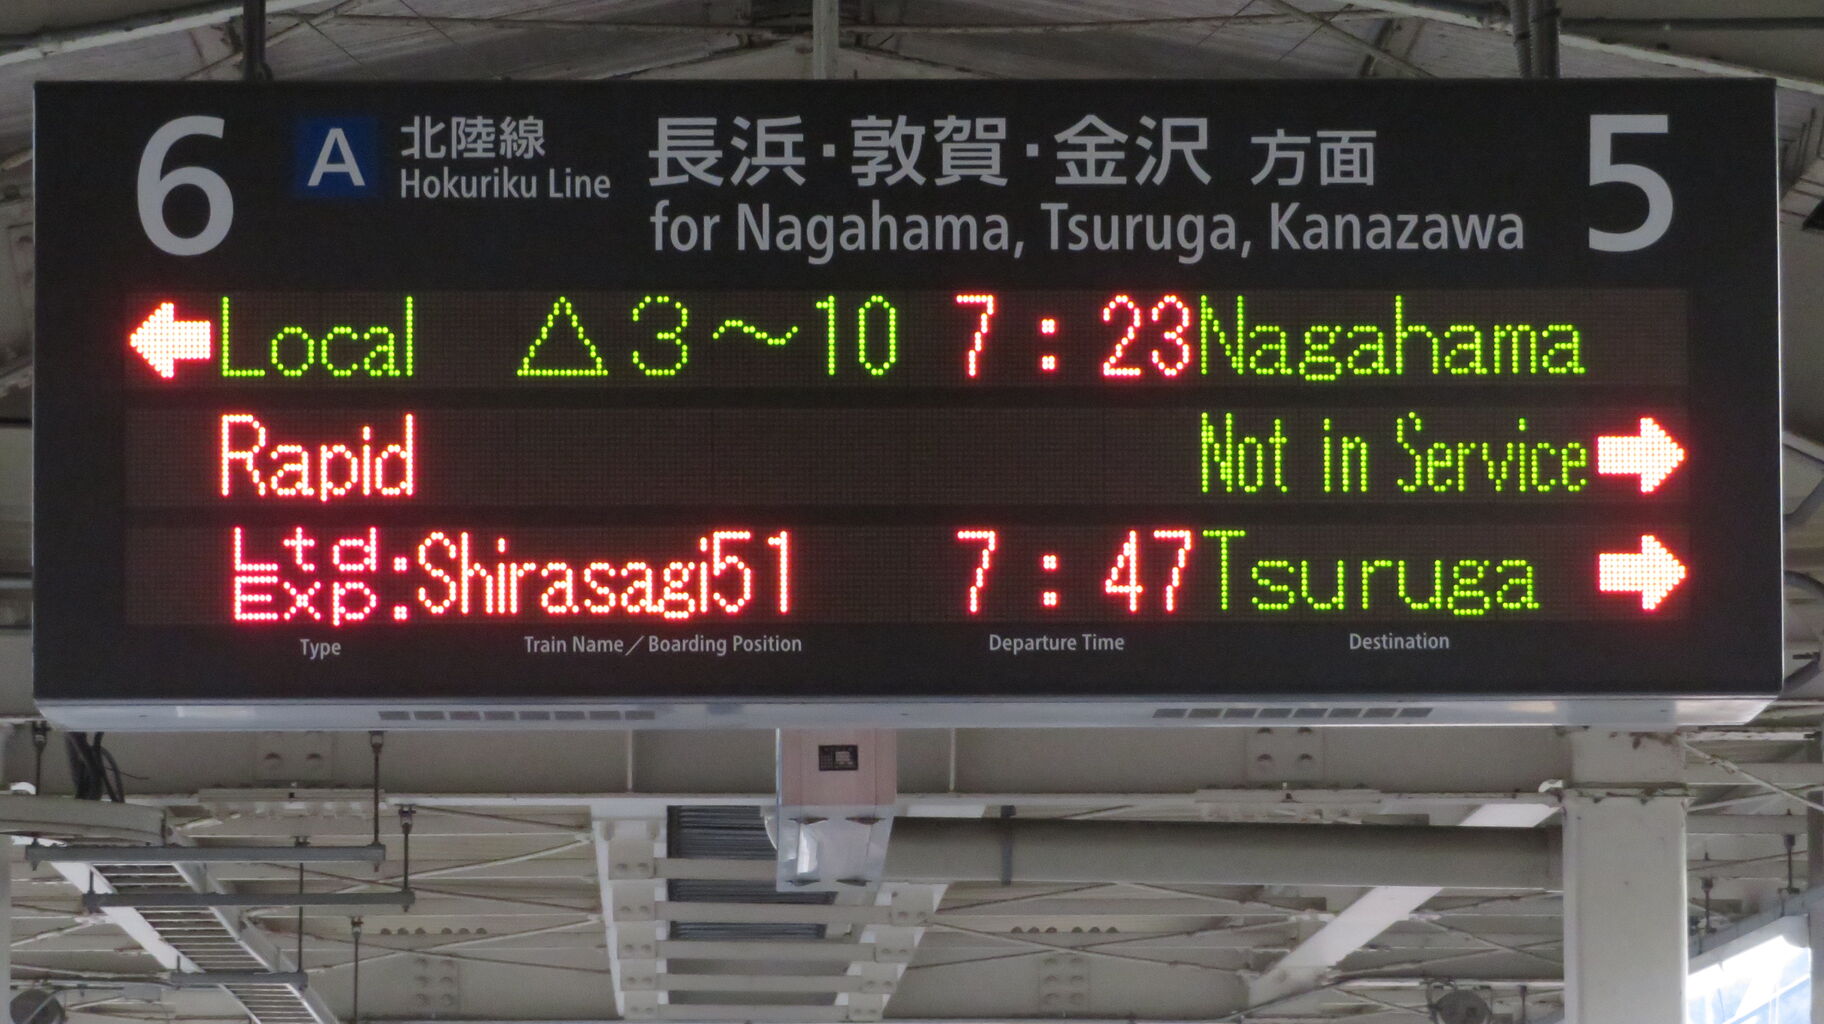 6 A 北陸線 長浜・敦賀・金沢 方面 5
Hokuriku Line for Nagahama, Tsuruga, Kanazawa
← Local △3～10 7:23 Nagahama
Rapid Not in Service →
Ltd. Exp. Shirasagi51 7:47 Tsuruga →
Type Train Name／Boarding Position Departure Time Destination